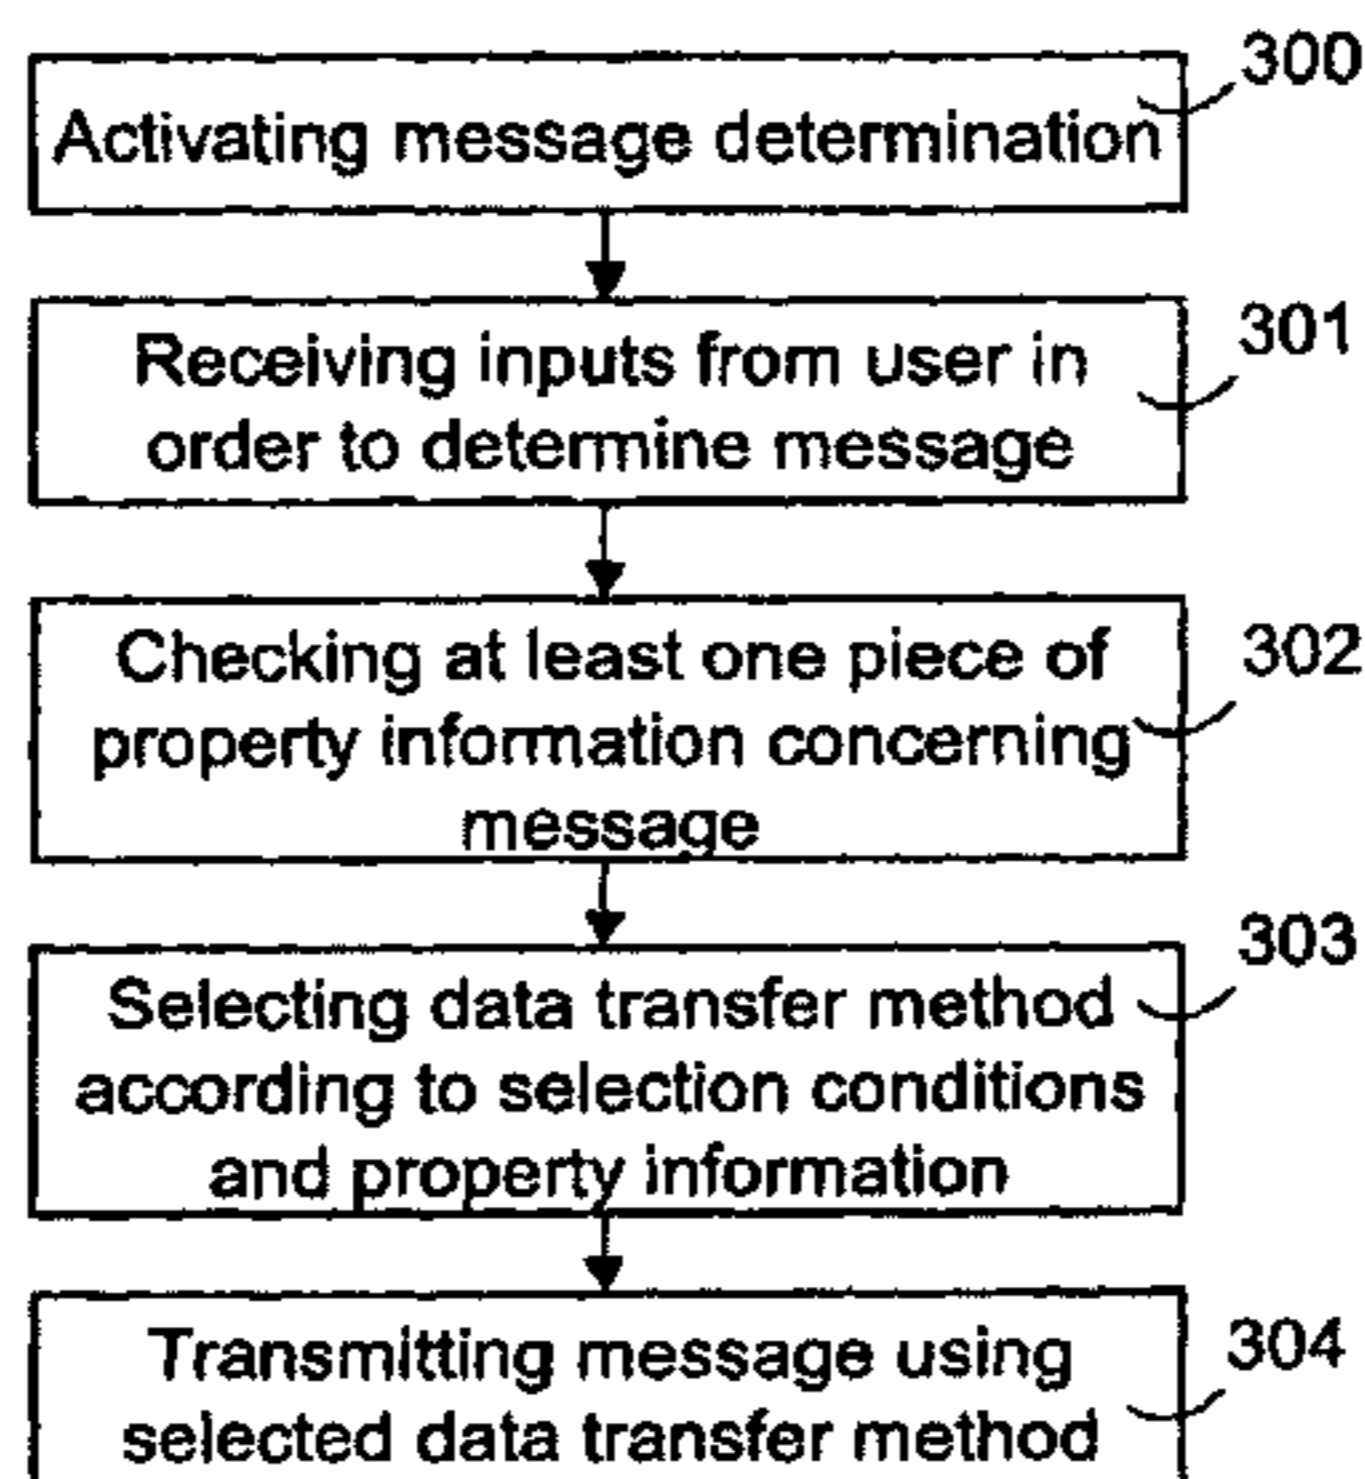 300
Activating message determination
301
Receiving inputs from user in
order to determine message
302
Checking at least one piece of
property information concerning
message
303
Selecting data transfer method
according to selection conditions
and property information
304
Transmitting message using
selected data transfer method